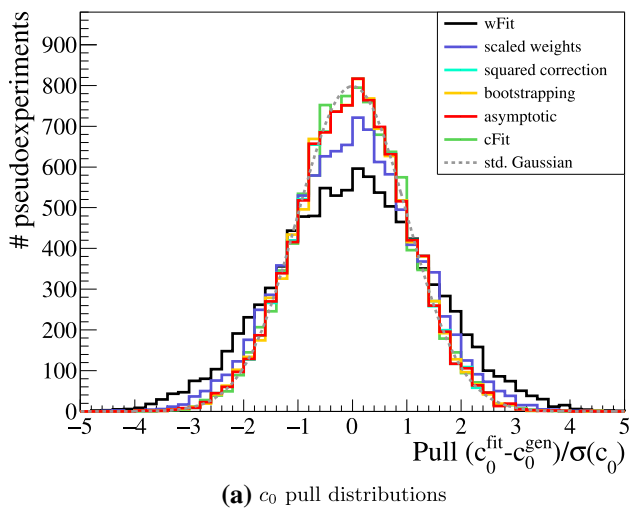 # pseudoexperiments
900
800
700
600
500
400
300
200
100
0
wFit
scaled weights
squared correction
bootstrapping
asymptotic
cFit
std. Gaussian
−5 −4 −3 −2 −1 0 1 2 3 4 5
Pull (c₀ᶠⁱᵗ-c₀ᵍᵉⁿ)/σ(c₀)
(a) c₀ pull distributions